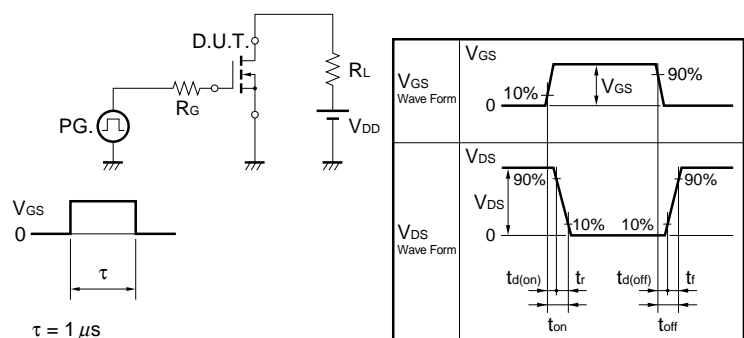 D.U.T.
RL
RG
PG.
VDD
VGS
0
τ
τ = 1 μs
VGS
Wave Form
VGS
10%
VGS
90%
0
VDS
Wave Form
VDS
90%
VDS
10%
10%
90%
0
td(on)
tr
td(off)
tf
ton
toff